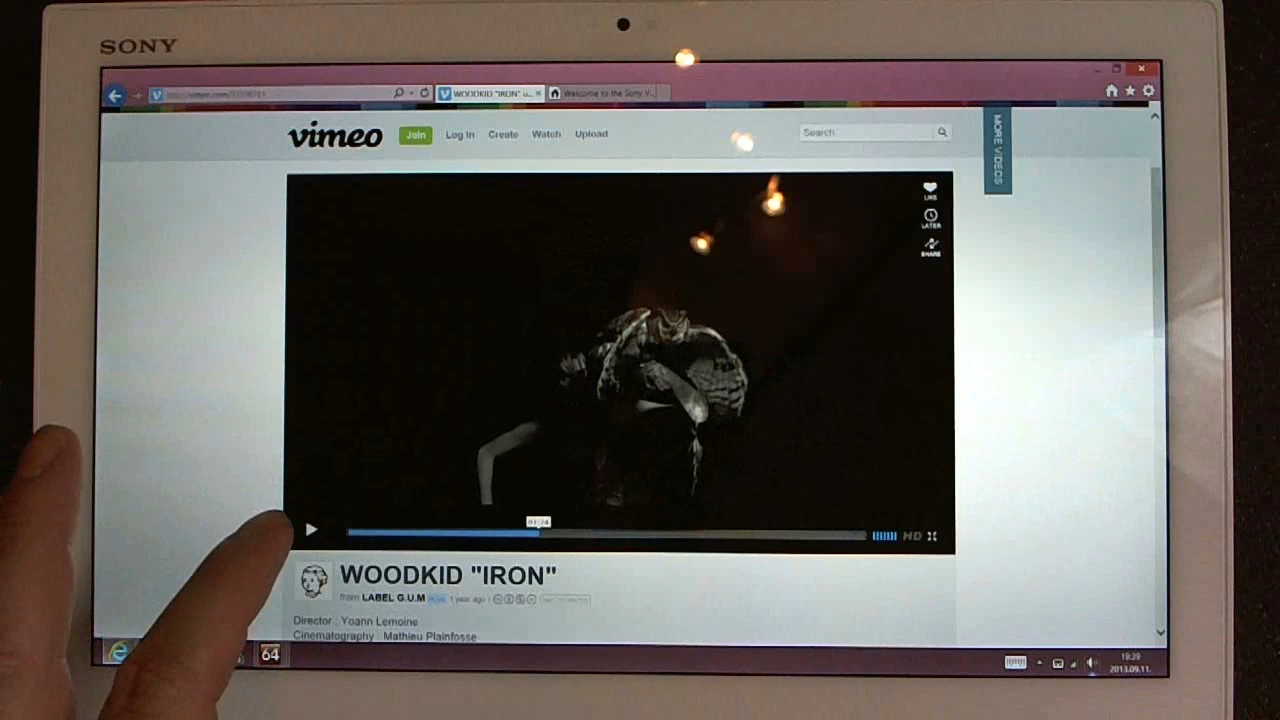 SONY
WOODKID "IRON" u... Welcome to the Sony V...
vimeo Join Log In Create Watch Upload Search
MORE VIDEOS
LIKE
LATER
SHARE
HD
WOODKID "IRON"
from LABEL G.U.M PLUS 1 year ago
Director : Yoann Lemoine
Cinematography : Mathieu Plainfosse
64
19:39
2013.09.11.